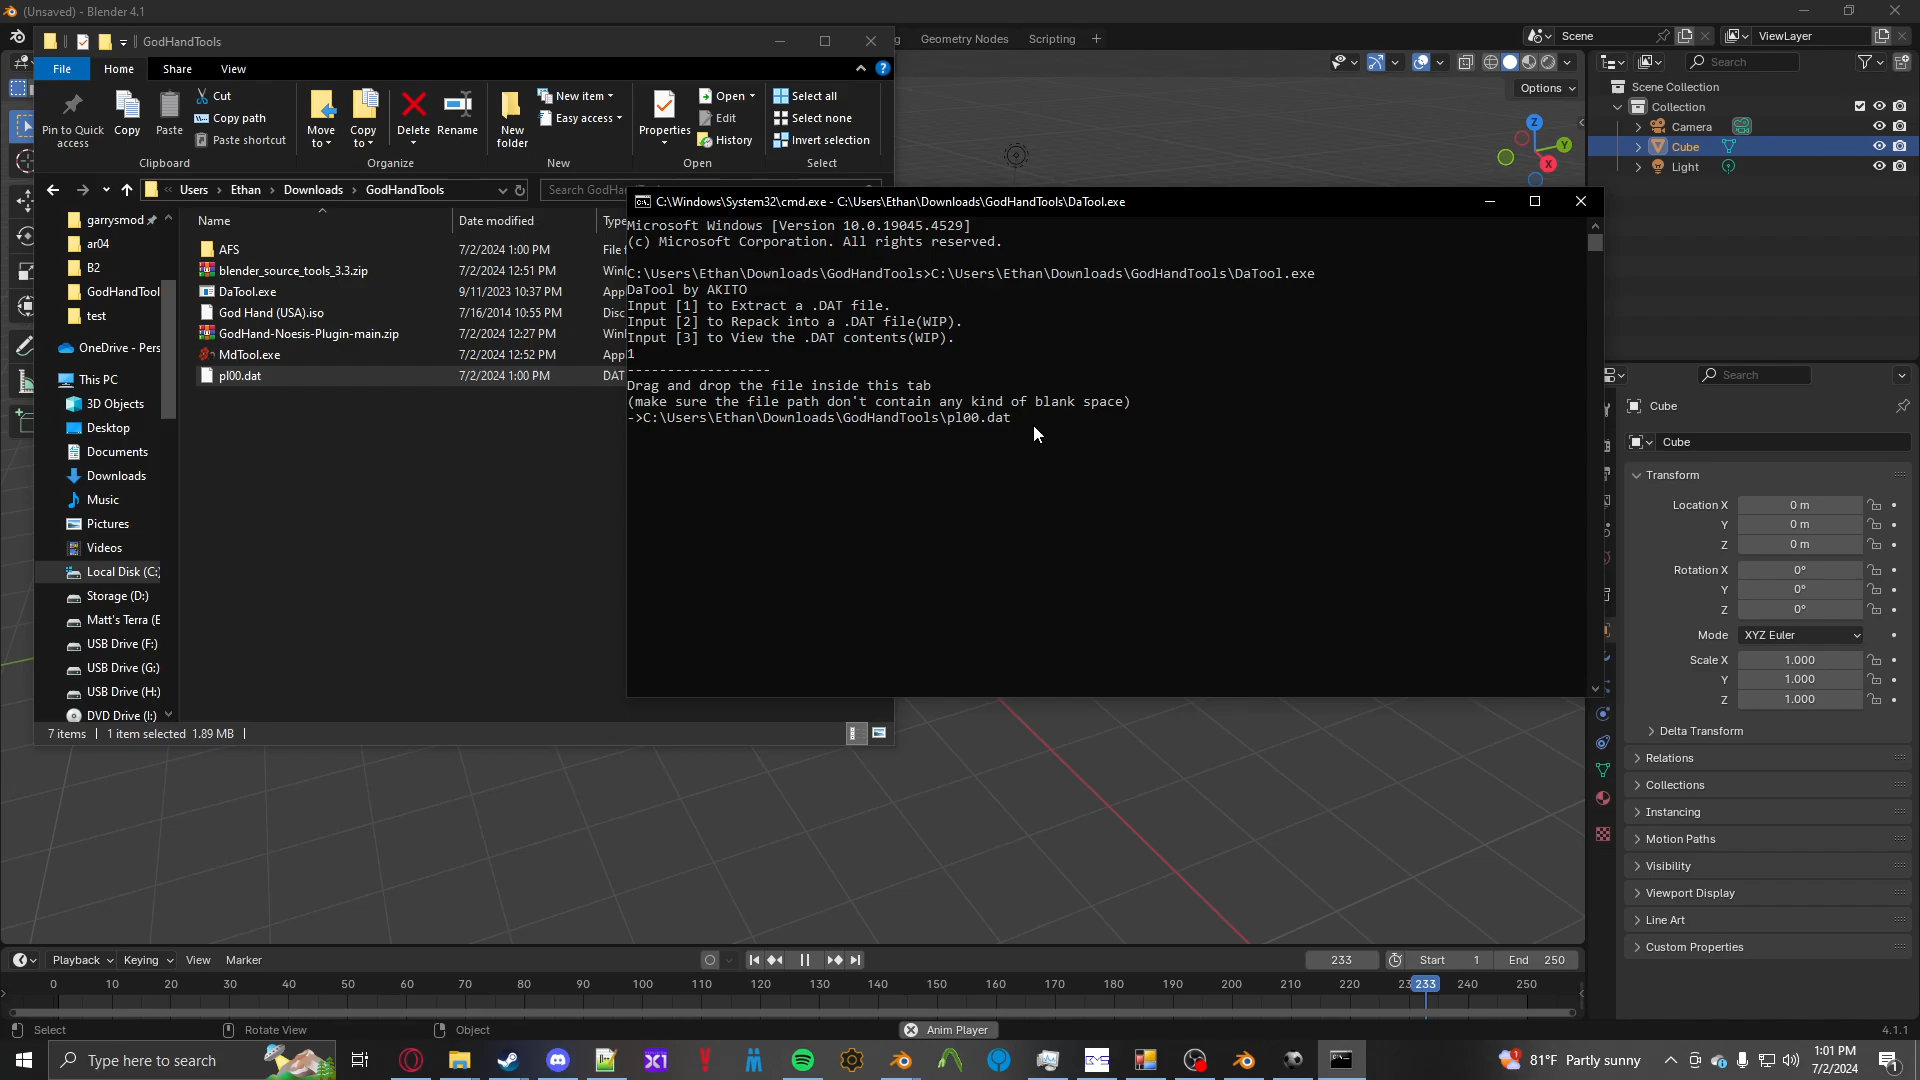 (Unsaved) - Blender 4.1
GodHandTools
Geometry Nodes
Scripting
Scene
ViewLayer
File
Home
Share
View
Options
Search
Scene Collection
Collection
Camera
Cube
Light
Pin to Quick access
Copy
Paste
Cut
Copy path
Paste shortcut
Clipboard
Move to
Copy to
Delete
Rename
Organize
New folder
New item
Easy access
New
Properties
Open
Edit
History
Open
Select all
Select none
Invert selection
Select
Users > Ethan > Downloads > GodHandTools
Search GodHa
Name
Date modified
Type
garrysmod
ar04
B2
GodHandTool
test
OneDrive - Pers
This PC
3D Objects
Desktop
Documents
Downloads
Music
Pictures
Videos
Local Disk (C:)
Storage (D:)
Matt's Terra (E
USB Drive (F:)
USB Drive (G:)
USB Drive (H:)
DVD Drive (I:)
AFS 7/2/2024 1:00 PM File f
blender_source_tools_3.3.zip 7/2/2024 12:51 PM Win
DaTool.exe 9/11/2023 10:37 PM App
God Hand (USA).iso 7/16/2014 10:55 PM Disc
GodHand-Noesis-Plugin-main.zip 7/2/2024 12:27 PM Win
MdTool.exe 7/2/2024 12:52 PM App
pl00.dat 7/2/2024 1:00 PM DAT
7 items
1 item selected 1.89 MB
C:\Windows\System32\cmd.exe - C:\Users\Ethan\Downloads\GodHandTools\DaTool.exe
Microsoft Windows [Version 10.0.19045.4529]
(c) Microsoft Corporation. All rights reserved.
C:\Users\Ethan\Downloads\GodHandTools>C:\Users\Ethan\Downloads\GodHandTools\DaTool.exe
DaTool by AKITO
Input [1] to Extract a .DAT file.
Input [2] to Repack into a .DAT file(WIP).
Input [3] to View the .DAT contents(WIP).
1
------------------
Drag and drop the file inside this tab
(make sure the file path don't contain any kind of blank space)
->C:\Users\Ethan\Downloads\GodHandTools\pl00.dat
Z
Y
X
Search
Cube
Cube
Transform
Location X 0 m
Y 0 m
Z 0 m
Rotation X 0°
Y 0°
Z 0°
Mode XYZ Euler
Scale X 1.000
Y 1.000
Z 1.000
Delta Transform
Relations
Collections
Instancing
Motion Paths
Visibility
Viewport Display
Line Art
Custom Properties
Playback
Keying
View
Marker
233
Start 1
End 250
0 10 20 30 40 50 60 70 80 90 100 110 120 130 140 150 160 170 180 190 200 210 220 23 233 240 250
Select
Rotate View
Object
Anim Player
4.1.1
Type here to search
81°F Partly sunny
1:01 PM
7/2/2024
1